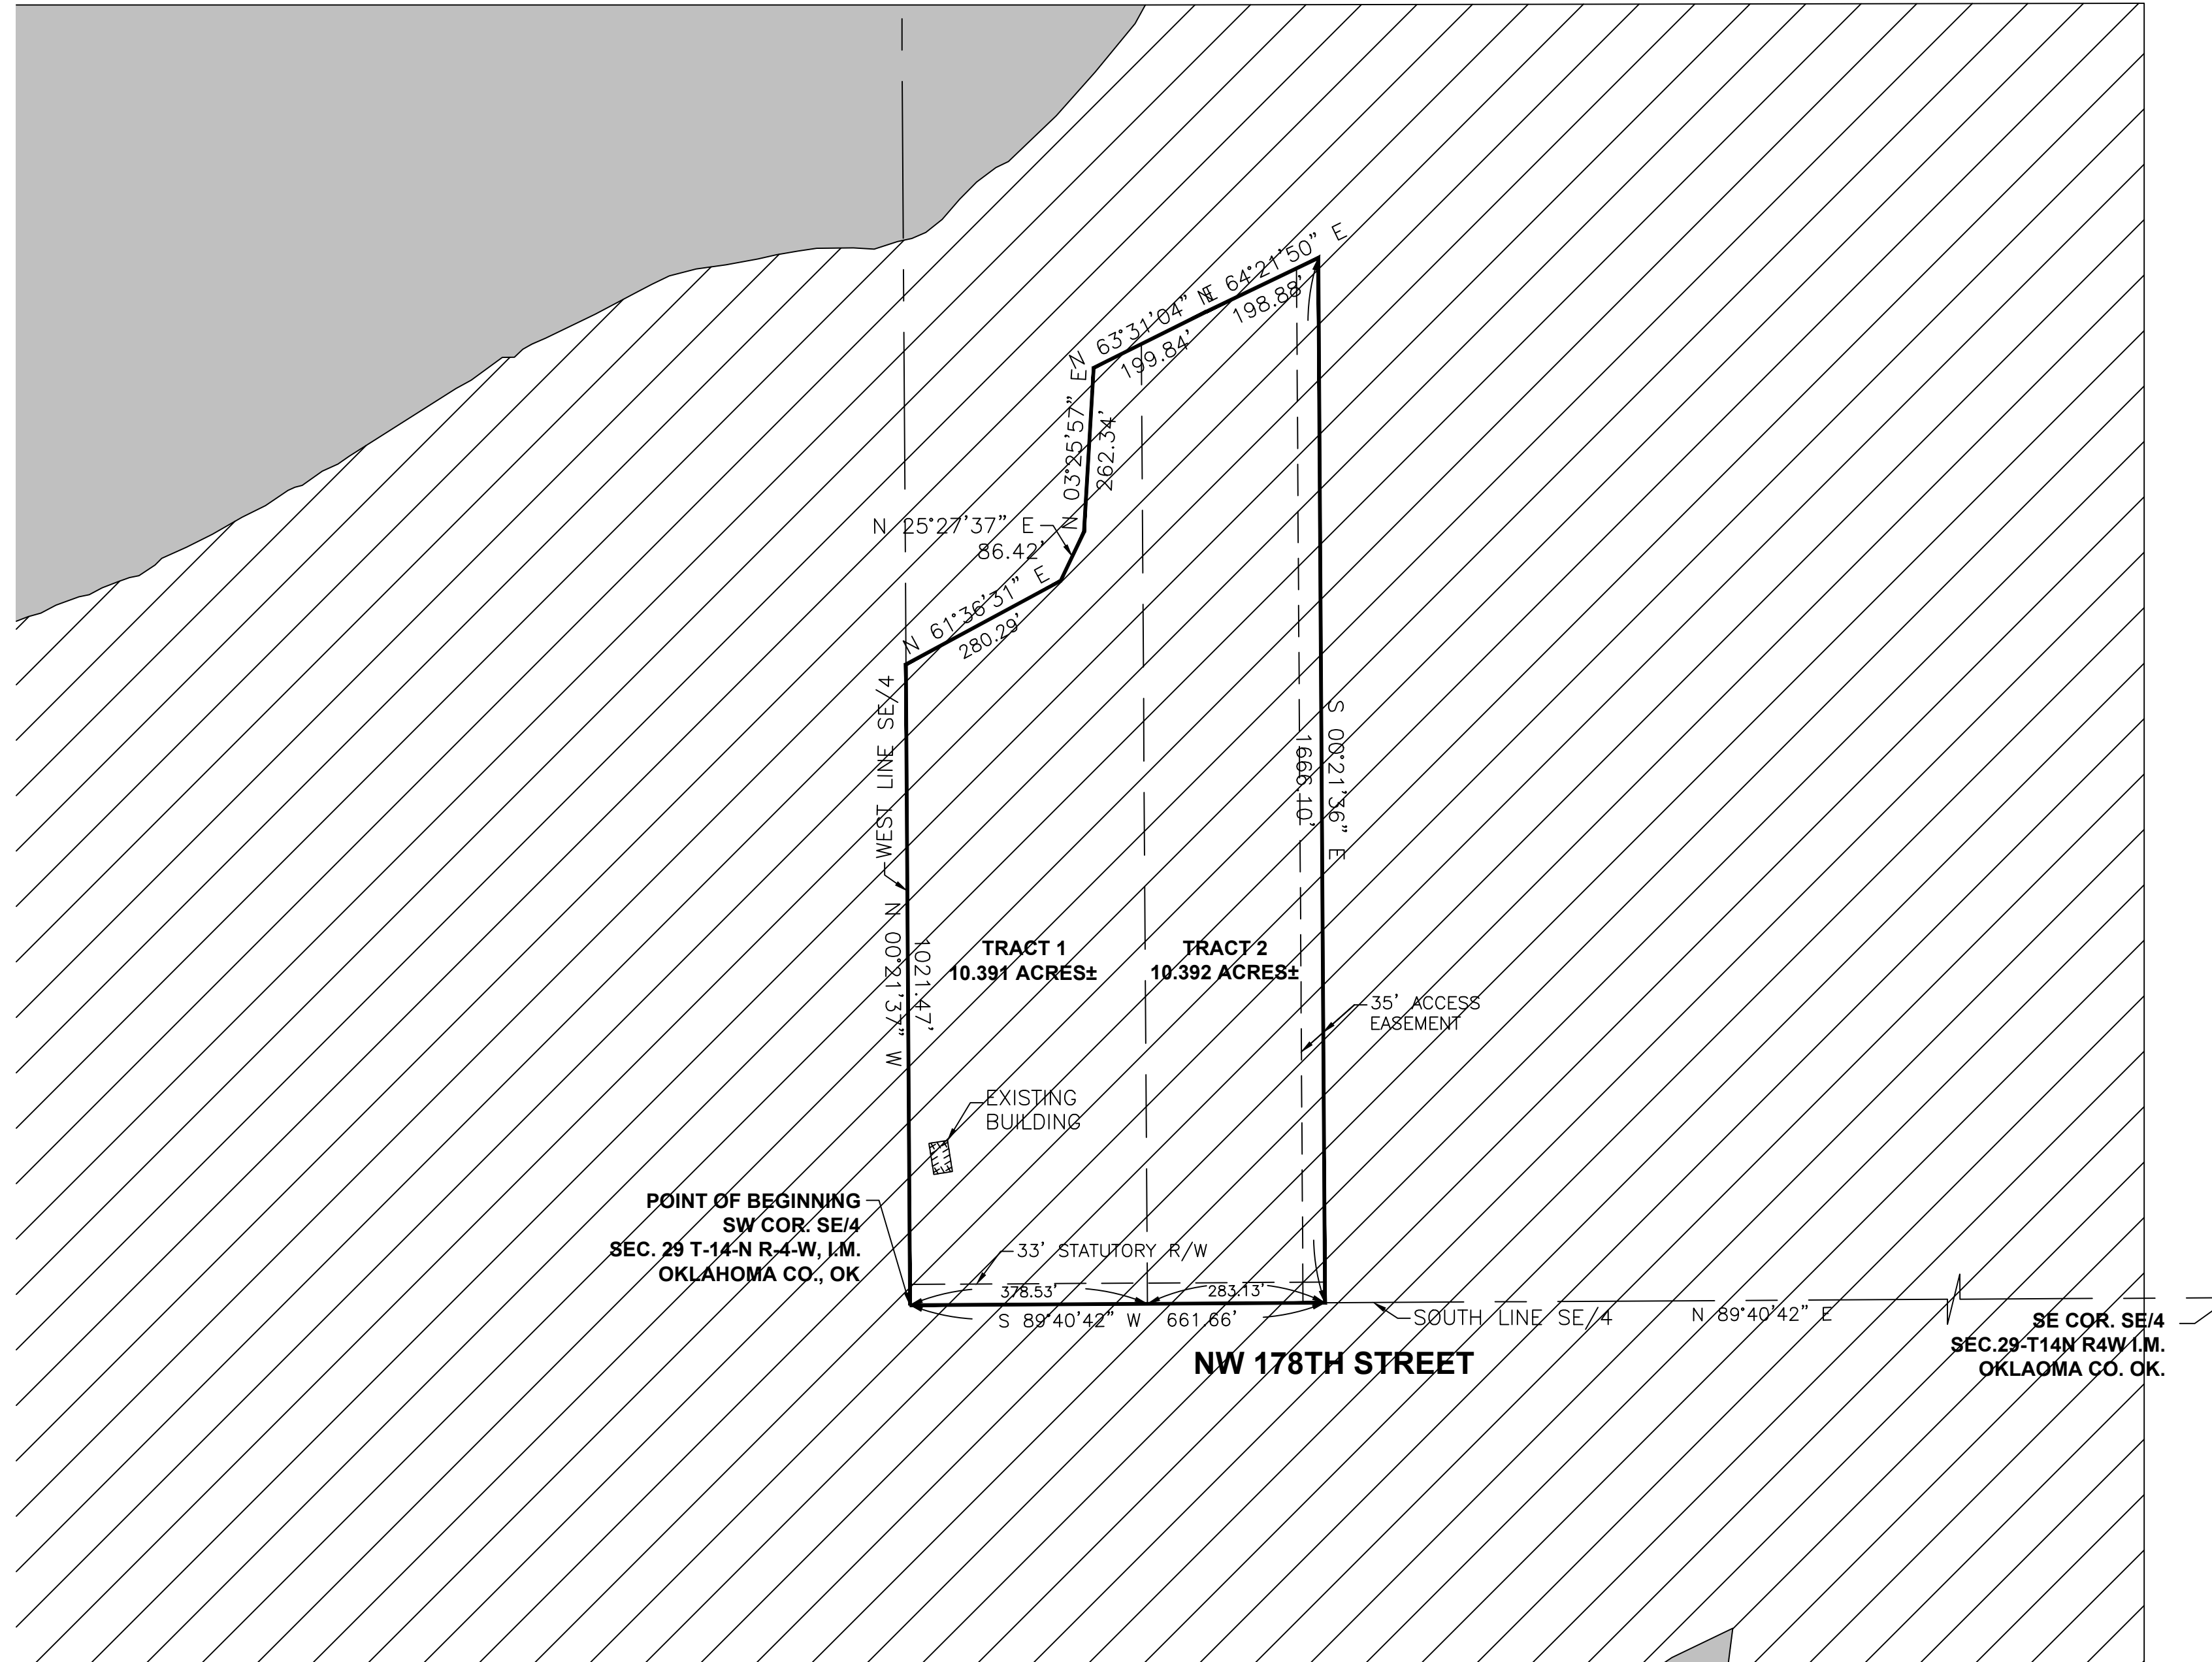 N 64°21'50" E
198.88'
N 63°31'04" E
199.84'
N 03°25'57" E
262.34'
N 25°27'37" E
86.42'
N 61°36'31" E
280.29'
WEST LINE SE/4
N 00°21'37" W
1021.47'
S 00°21'36" E
1666.10'
TRACT 1
10.391 ACRES±
TRACT 2
10.392 ACRES±
35' ACCESS
EASEMENT
EXISTING
BUILDING
POINT OF BEGINNING
SW COR. SE/4
SEC. 29 T-14-N R-4-W, I.M.
OKLAHOMA CO., OK
33' STATUTORY R/W
378.53'
283.13'
S 89°40'42" W 661.66'
SOUTH LINE SE/4
N 89°40'42" E
SE COR. SE/4
SEC.29-T14N R4W I.M.
OKLAOMA CO. OK.
NW 178TH STREET